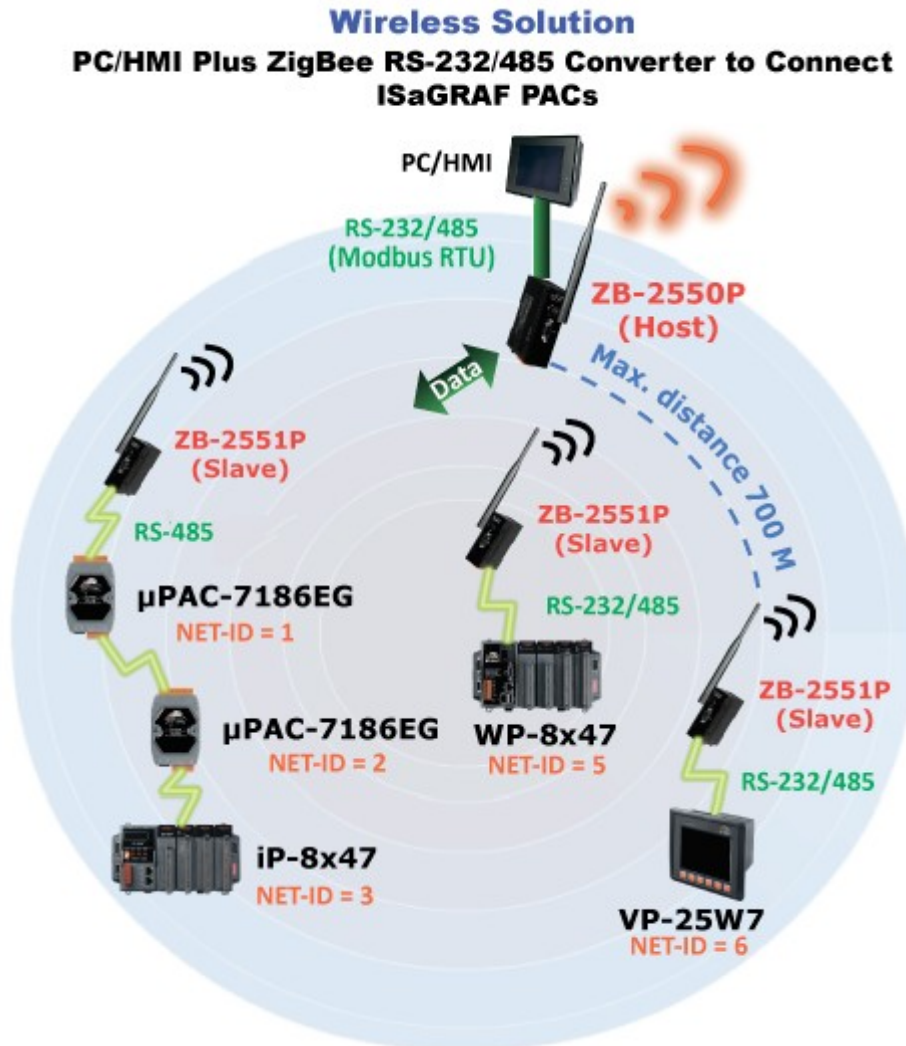 Wireless Solution
PC/HMI Plus ZigBee RS-232/485 Converter to Connect
ISaGRAF PACs
PC/HMI
RS-232/485
(Modbus RTU)
ZB-2550P
(Host)
Data
Max. distance 700 M
ZB-2551P
(Slave)
RS-485
µPAC-7186EG
NET-ID = 1
µPAC-7186EG
NET-ID = 2
iP-8x47
NET-ID = 3
ZB-2551P
(Slave)
RS-232/485
WP-8x47
NET-ID = 5
ZB-2551P
(Slave)
RS-232/485
VP-25W7
NET-ID = 6